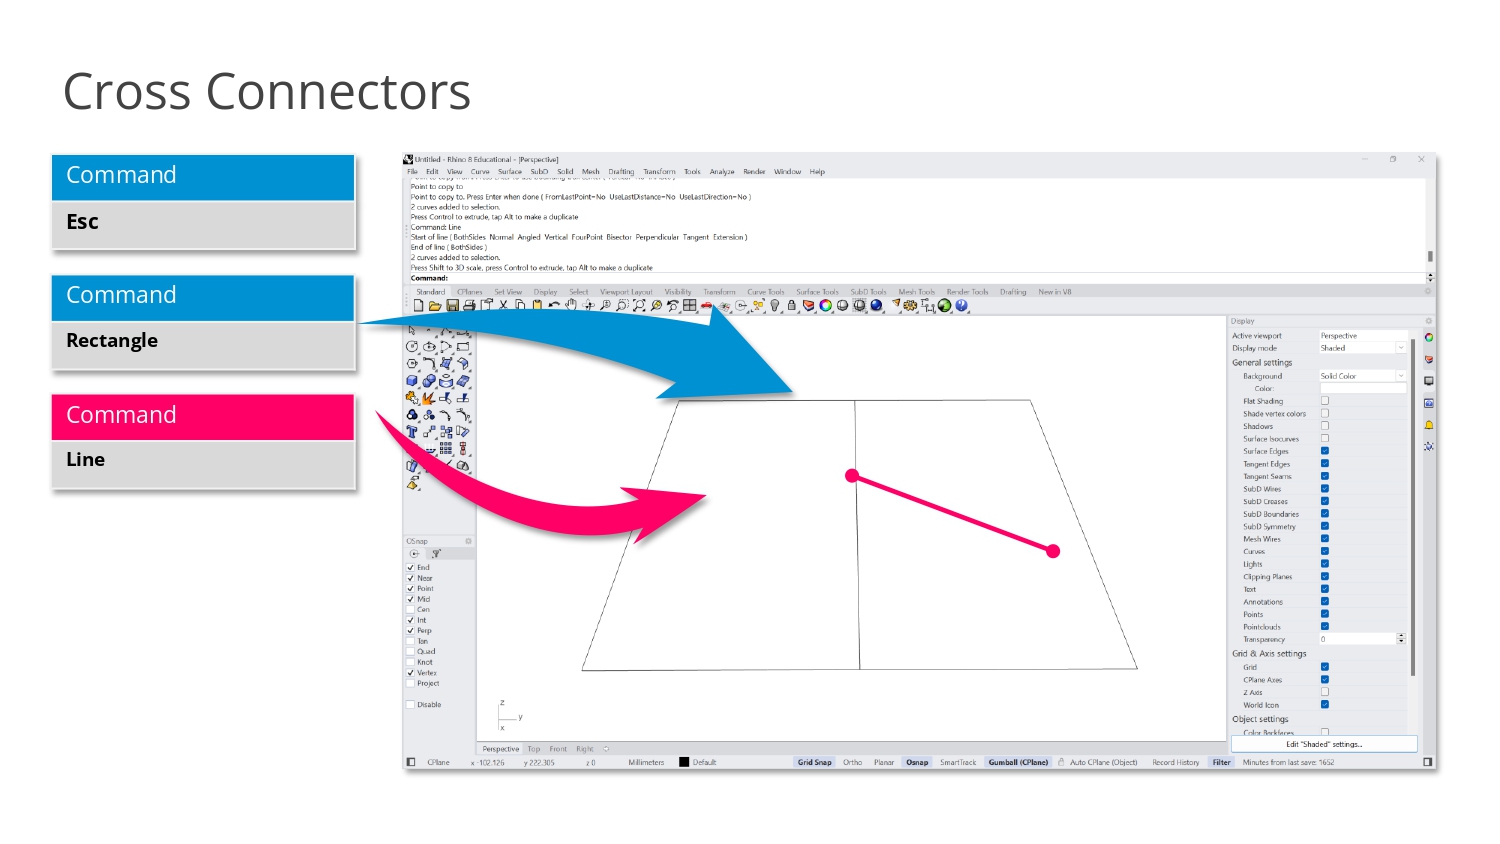 Cross Connectors
Command
Esc
Command
Rectangle
Command
Line
Untitled - Rhino 8 Educational - [Perspective]
File Edit View Curve Surface SubD Solid Mesh Drafting Transform Tools Analyze Render Window Help
Point to copy to
Point to copy to. Press Enter when done ( FromLastPoint=No UseLastDistance=No UseLastDirection=No )
2 curves added to selection.
Press Control to extrude, tap Alt to make a duplicate
Command: Line
Start of line ( BothSides Normal Angled Vertical FourPoint Bisector Perpendicular Tangent Extension )
End of line ( BothSides )
2 curves added to selection.
Press Shift to 3D scale, press Control to extrude, tap Alt to make a duplicate
Command:
Standard CPlanes Set View Display Select Viewport Layout Visibility Transform Curve Tools Surface Tools SubD Tools Mesh Tools Render Tools Drafting New in V8
OSnap
End
Near
Point
Mid
Cen
Int
Perp
Tan
Quad
Knot
Vertex
Project
Disable
z
y
x
Perspective Top Front Right
Display
Active viewport Perspective
Display mode Shaded
General settings
Background Solid Color
Color:
Flat Shading
Shade vertex colors
Shadows
Surface Isocurves
Surface Edges
Tangent Edges
Tangent Seams
SubD Wires
SubD Creases
SubD Boundaries
SubD Symmetry
Mesh Wires
Curves
Lights
Clipping Planes
Text
Annotations
Points
Pointclouds
Transparency 0
Grid & Axis settings
Grid
CPlane Axes
Z Axis
World Icon
Object settings
Color Backfaces
Edit "Shaded" settings...
CPlane x -102.126 y 222.305 z 0 Millimeters Default Grid Snap Ortho Planar Osnap SmartTrack Gumball (CPlane) Auto CPlane (Object) Record History Filter Minutes from last save: 1652